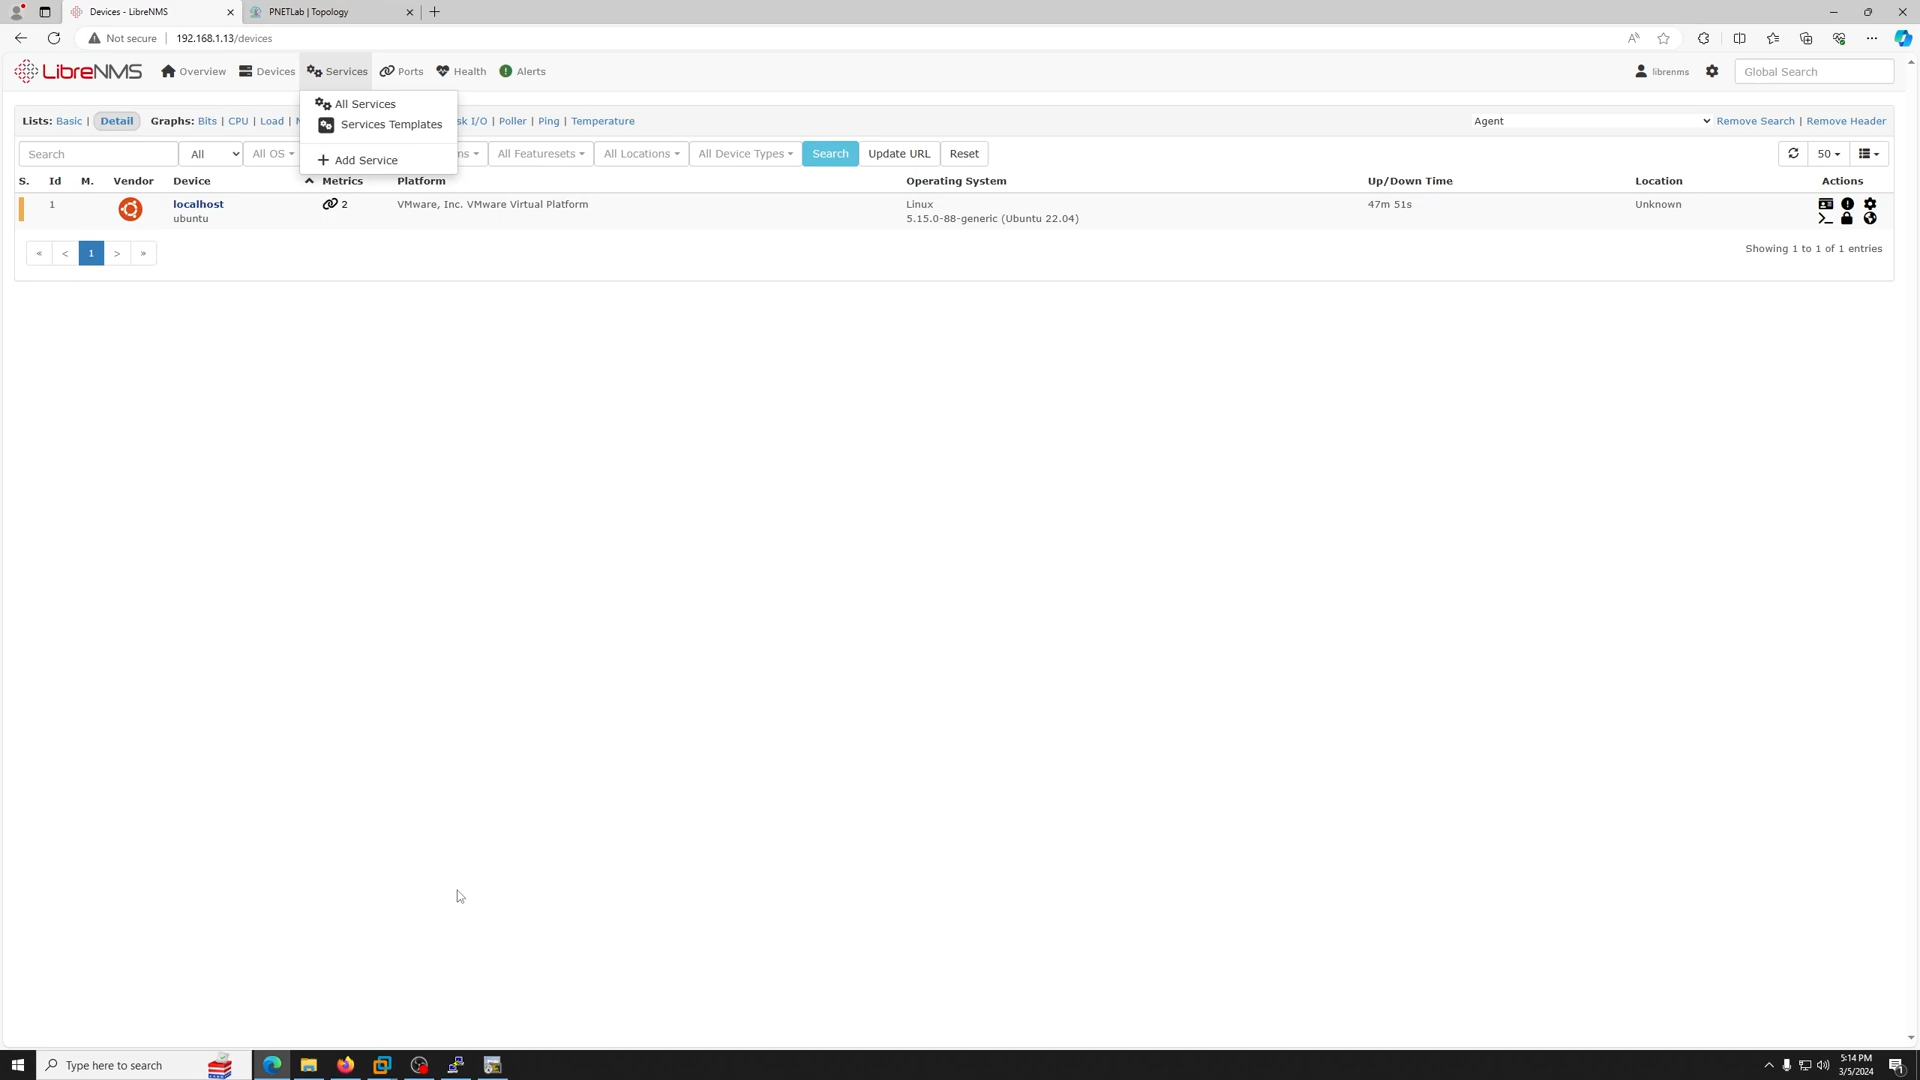 Devices - LibreNMS
PNETLab | Topology
Not secure
192.168.1.13/devices
LibreNMS
Overview
Devices
Services
Ports
Health
Alerts
librenms
Global Search
All Services
Services Templates
Add Service
Lists: Basic | Detail Graphs: Bits | CPU | Load | sk I/O | Poller | Ping | Temperature
Agent
Remove Search | Remove Header
Search
All
All OS
ns
All Featuresets
All Locations
All Device Types
Search
Update URL
Reset
50
S. Id M. Vendor Device Metrics Platform Operating System Up/Down Time Location Actions
1 localhost 2 VMware, Inc. VMware Virtual Platform Linux 47m 51s Unknown
ubuntu 5.15.0-88-generic (Ubuntu 22.04)
« < 1 > »
Showing 1 to 1 of 1 entries
Type here to search
5:14 PM
3/5/2024